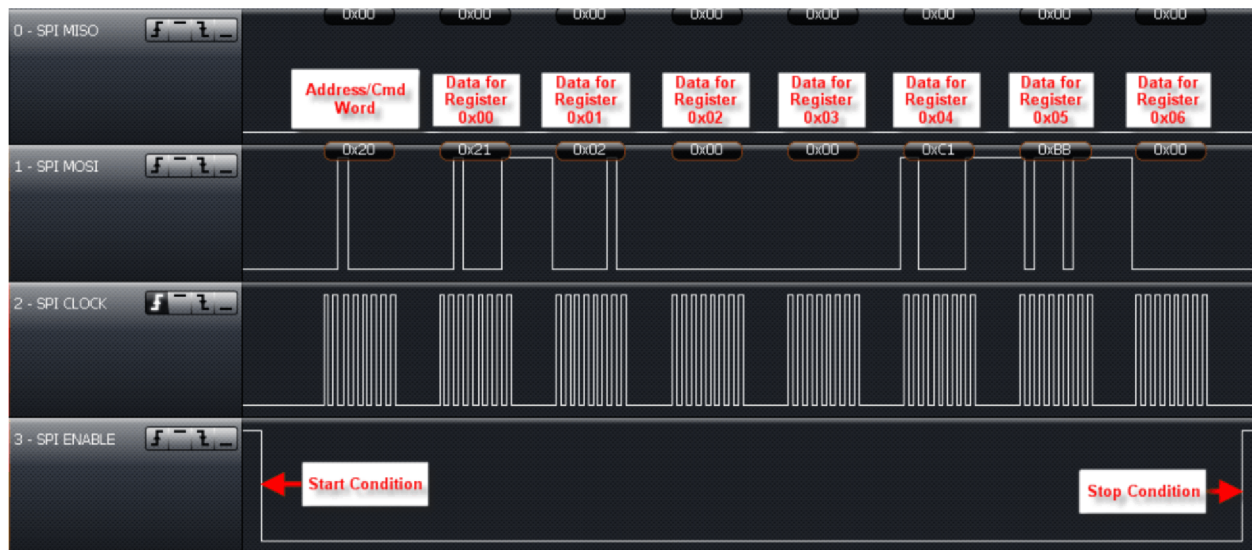 0x00 0x00 0x00 0x00 0x00 0x00 0x00 0x00
0 - SPI MISO
Address/Cmd
Word
Data for
Register
0x00
Data for
Register
0x01
Data for
Register
0x02
Data for
Register
0x03
Data for
Register
0x04
Data for
Register
0x05
Data for
Register
0x06
0x20 0x21 0x02 0x00 0x00 0xC1 0xBB 0x00
1 - SPI MOSI
2 - SPI CLOCK
3 - SPI ENABLE
Start Condition
Stop Condition